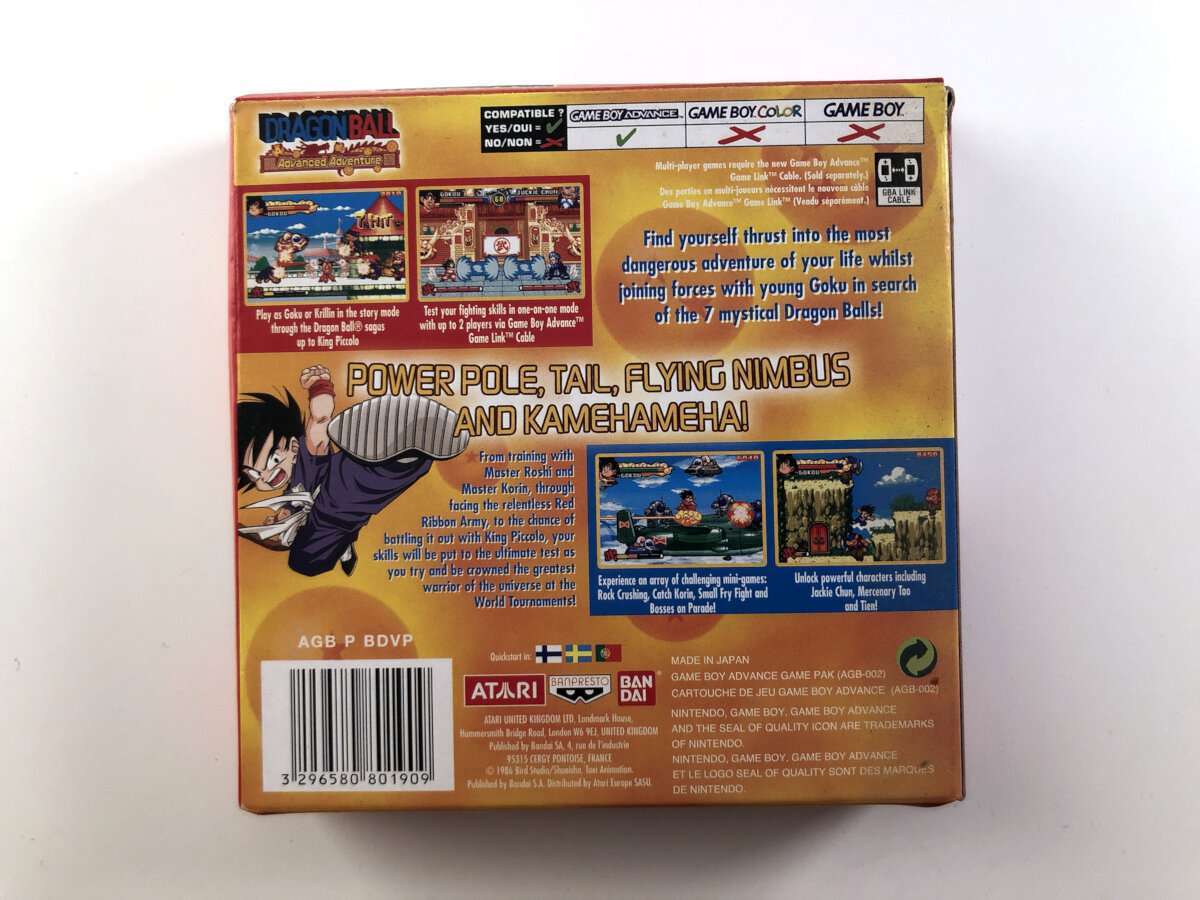 DRAGONBALL
Advanced Adventure
COMPATIBLE ?
YES/OUI =
NO/NON =
GAME BOY ADVANCE™
GAME BOY COLOR
GAME BOY
Multi-player games require the new Game Boy Advance™
Game Link™ Cable. (Sold separately.)
Des parties en multi-joueurs nécessitent le nouveau câble
Game Boy Advance™ Game Link™ (Vendu séparément.)
GBA LINK
CABLE
GOKOU
GOKOU
JACKIE CHUN
68
Play as Goku or Krillin in the story mode
through the Dragon Ball® sagas
up to King Piccolo
Test your fighting skills in one-on-one mode
with up to 2 players via Game Boy Advance™
Game Link™ Cable
Find yourself thrust into the most
dangerous adventure of your life whilst
joining forces with young Goku in search
of the 7 mystical Dragon Balls!
POWER POLE, TAIL, FLYING NIMBUS
AND KAMEHAMEHA!
From training with
Master Roshi and
Master Korin, through
facing the relentless Red
Ribbon Army, to the chance of
battling it out with King Piccolo, your
skills will be put to the ultimate test as
you try and be crowned the greatest
warrior of the universe at the
World Tournaments!
GOKOU
GOKOU
Experience an array of challenging mini-games:
Rock Crushing, Catch Korin, Small Fry Fight and
Bosses on Parade!
Unlock powerful characters including
Jackie Chun, Mercenary Tao
and Tien!
AGB P BDVP
3 296580 801909
Quickstart in:
ATARI
BANPRESTO
BAN
DAI
ATARI UNITED KINGDOM LTD, Landmark House,
Hammersmith Bridge Road, London W6 9EJ, UNITED KINGDOM
Published by Bandai SA, 4, rue de l'industrie
95315 CERGY PONTOISE, FRANCE
© 1986 Bird Studio/Shueisha, Toei Animation.
Published by Bandai S.A. Distributed by Atari Europe SASU.
MADE IN JAPAN
GAME BOY ADVANCE GAME PAK (AGB-002)
CARTOUCHE DE JEU GAME BOY ADVANCE (AGB-002)
NINTENDO, GAME BOY, GAME BOY ADVANCE
AND THE SEAL OF QUALITY ICON ARE TRADEMARKS
OF NINTENDO.
NINTENDO, GAME BOY, GAME BOY ADVANCE
ET LE LOGO SEAL OF QUALITY SONT DES MARQUES
DE NINTENDO.